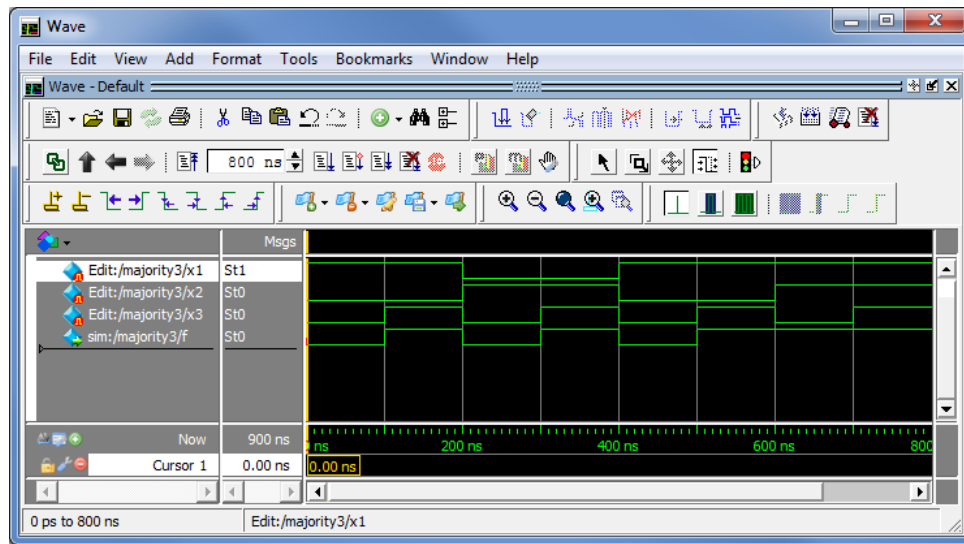 Wave
File Edit View Add Format Tools Bookmarks Window Help
Wave - Default
800 ns
Msgs
Edit:/majority3/x1 St1
Edit:/majority3/x2 St0
Edit:/majority3/x3 St0
sim:/majority3/f St0
Now 900 ns ns 200 ns 400 ns 600 ns 800
Cursor 1 0.00 ns 0.00 ns
0 ps to 800 ns Edit:/majority3/x1